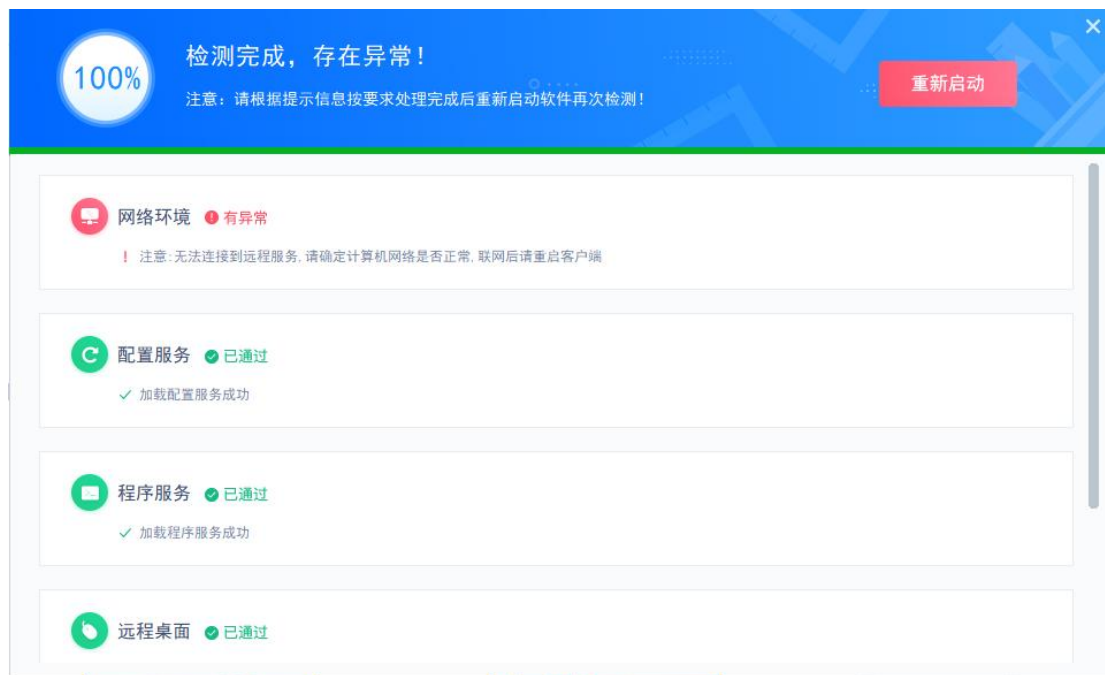 100%
检测完成，存在异常！
注意：请根据提示信息按要求处理完成后重新启动软件再次检测！
重新启动
网络环境 有异常
注意:无法连接到远程服务,请确定计算机网络是否正常,联网后请重启客户端
配置服务 已通过
加载配置服务成功
程序服务 已通过
加载程序服务成功
远程桌面 已通过